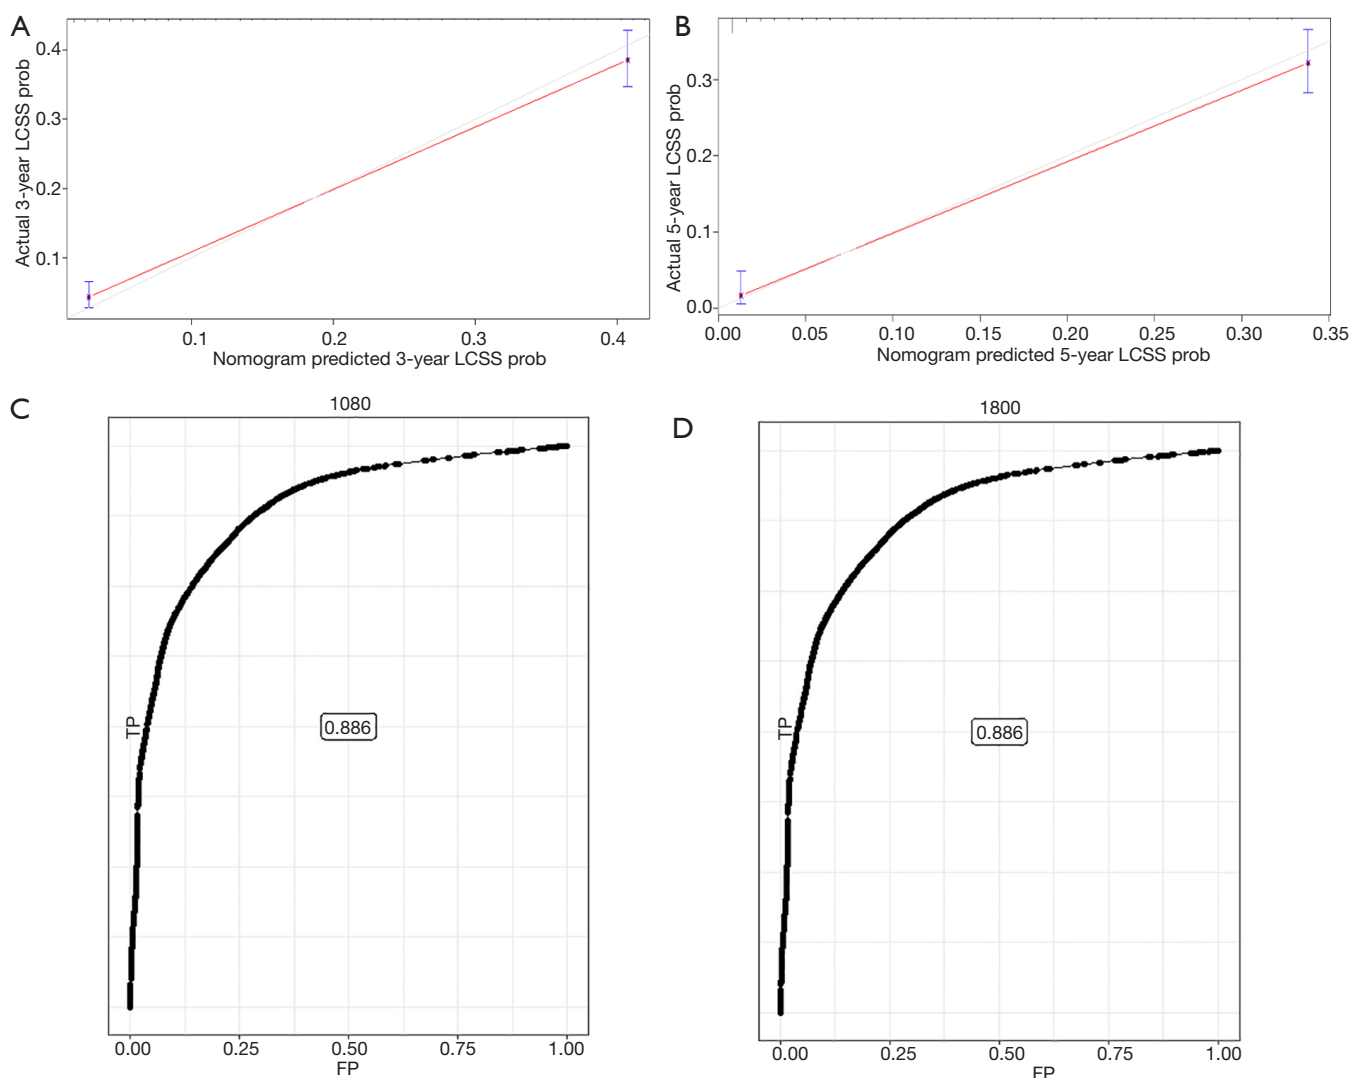 A
Actual 3-year LCSS prob
0.4
0.3
0.2
0.1
0.1 0.2 0.3 0.4
Nomogram predicted 3-year LCSS prob
B
Actual 5-year LCSS prob
0.3
0.2
0.1
0.0
0.00 0.05 0.10 0.15 0.20 0.25 0.30 0.35
Nomogram predicted 5-year LCSS prob
C
1080
TP
0.886
0.00 0.25 0.50 0.75 1.00
FP
D
1800
TP
0.886
0.00 0.25 0.50 0.75 1.00
FP